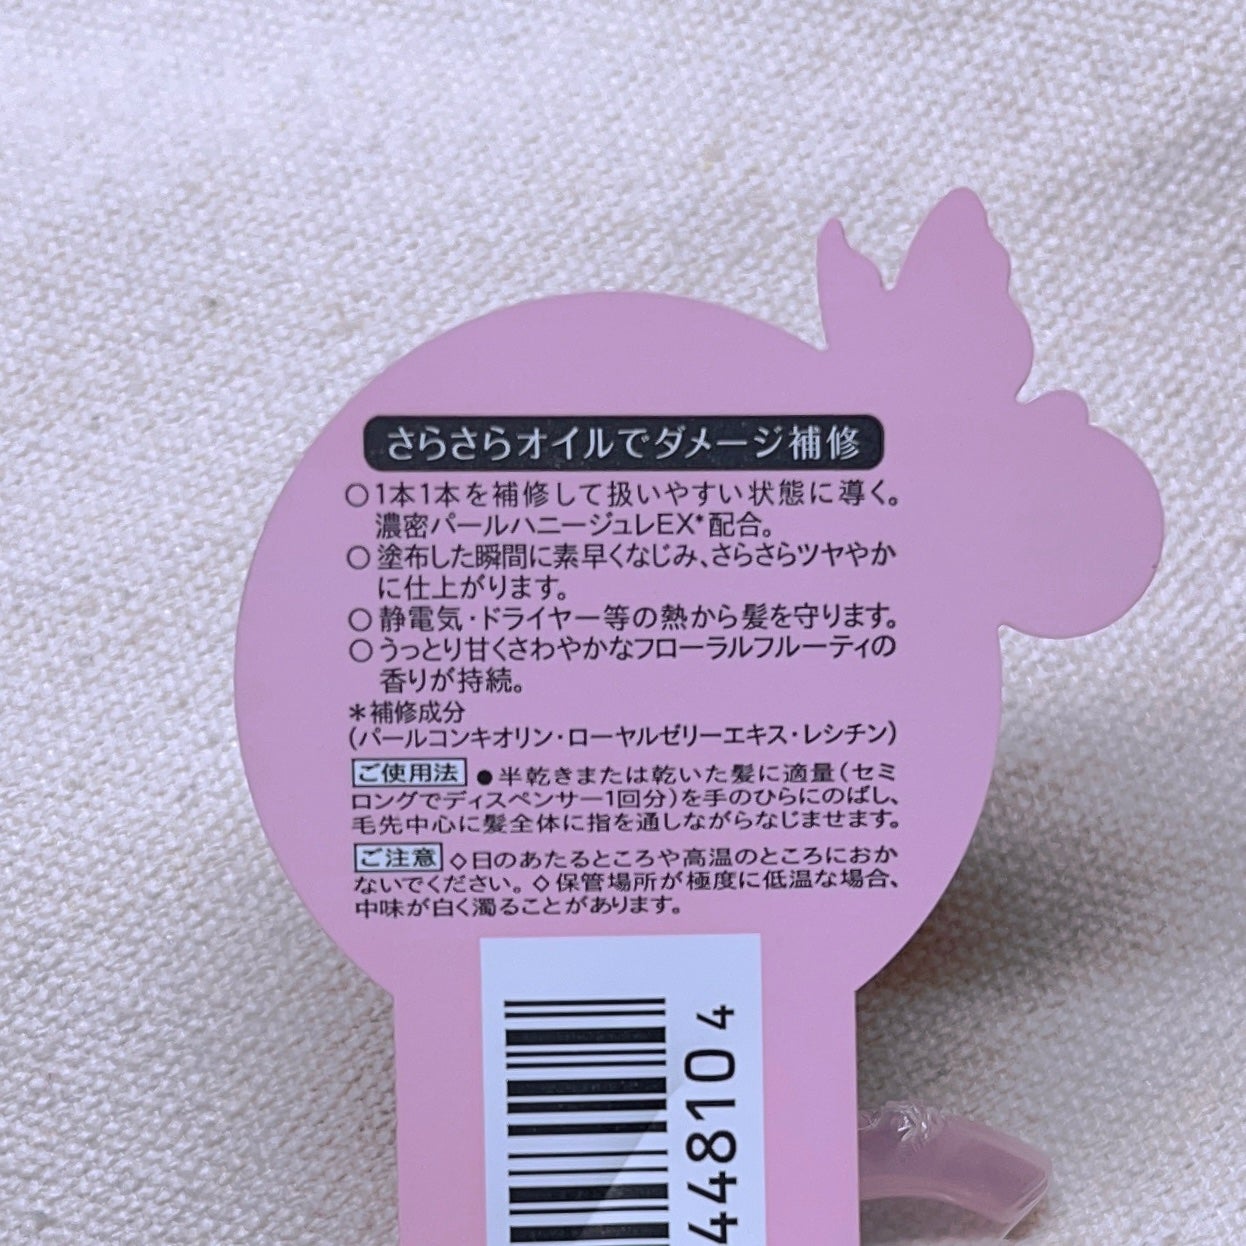 さらさらオイルでダメージ補修
○1本1本を補修して扱いやすい状態に導く。
濃密パールハニージュレEX*配合。
○塗布した瞬間に素早くなじみ、さらさらツヤやか
に仕上がります。
○静電気・ドライヤー等の熱から髪を守ります。
○うっとり甘くさわやかなフローラルフルーティの
香りが持続。
*補修成分
(パールコンキオリン・ローヤルゼリーエキス・レシチン)
ご使用法 ●半乾きまたは乾いた髪に適量(セミ
ロングでディスペンサー1回分)を手のひらにのばし、
毛先中心に髪全体に指を通しながらなじませます。
ご注意 ◇日のあたるところや高温のところにおか
ないでください。◇保管場所が極度に低温な場合、
中味が白く濁ることがあります。
448104